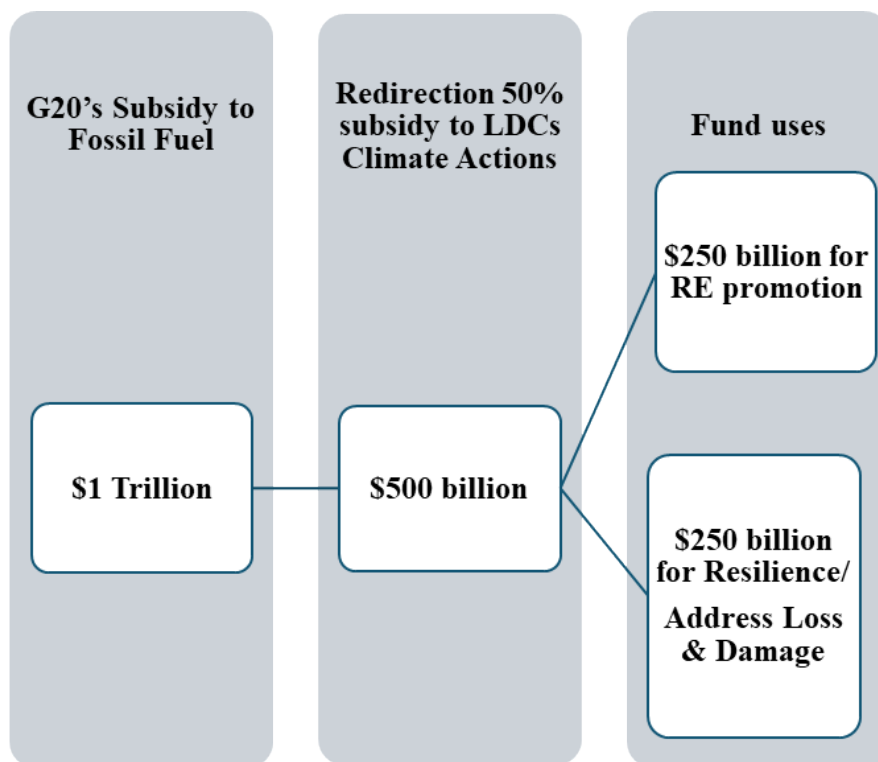 G20’s Subsidy to
Fossil Fuel
$1 Trillion
Redirection 50%
subsidy to LDCs
Climate Actions
$500 billion
Fund uses
$250 billion for
RE promotion
$250 billion
for Resilience/
Address Loss
& Damage